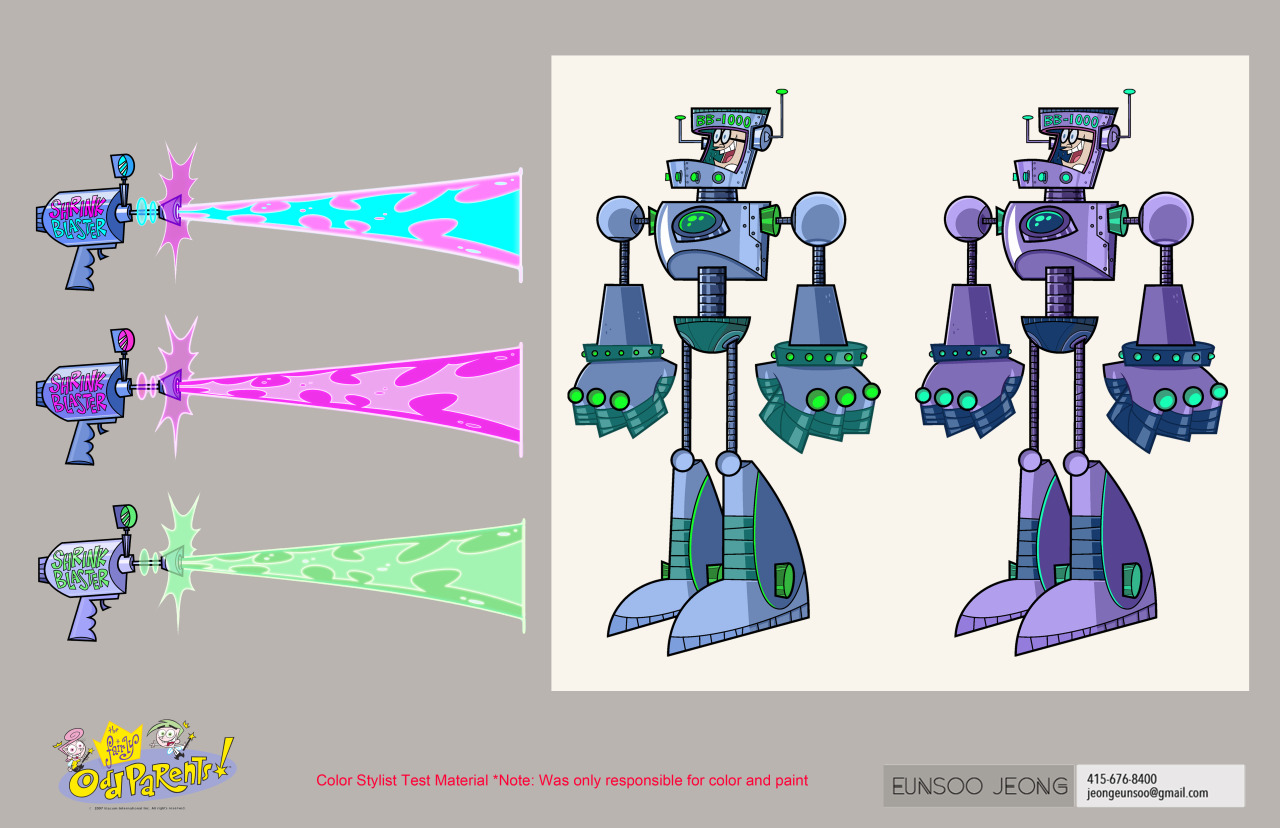 BB-1000
BB-1000
SHRINK
BLASTER
SHRINK
BLASTER
SHRINK
BLASTER
the
fairly
OddParents!
Color Stylist Test Material *Note: Was only responsible for color and paint
EUNSOO JEONG
415-676-8400
jeongeunsoo@gmail.com